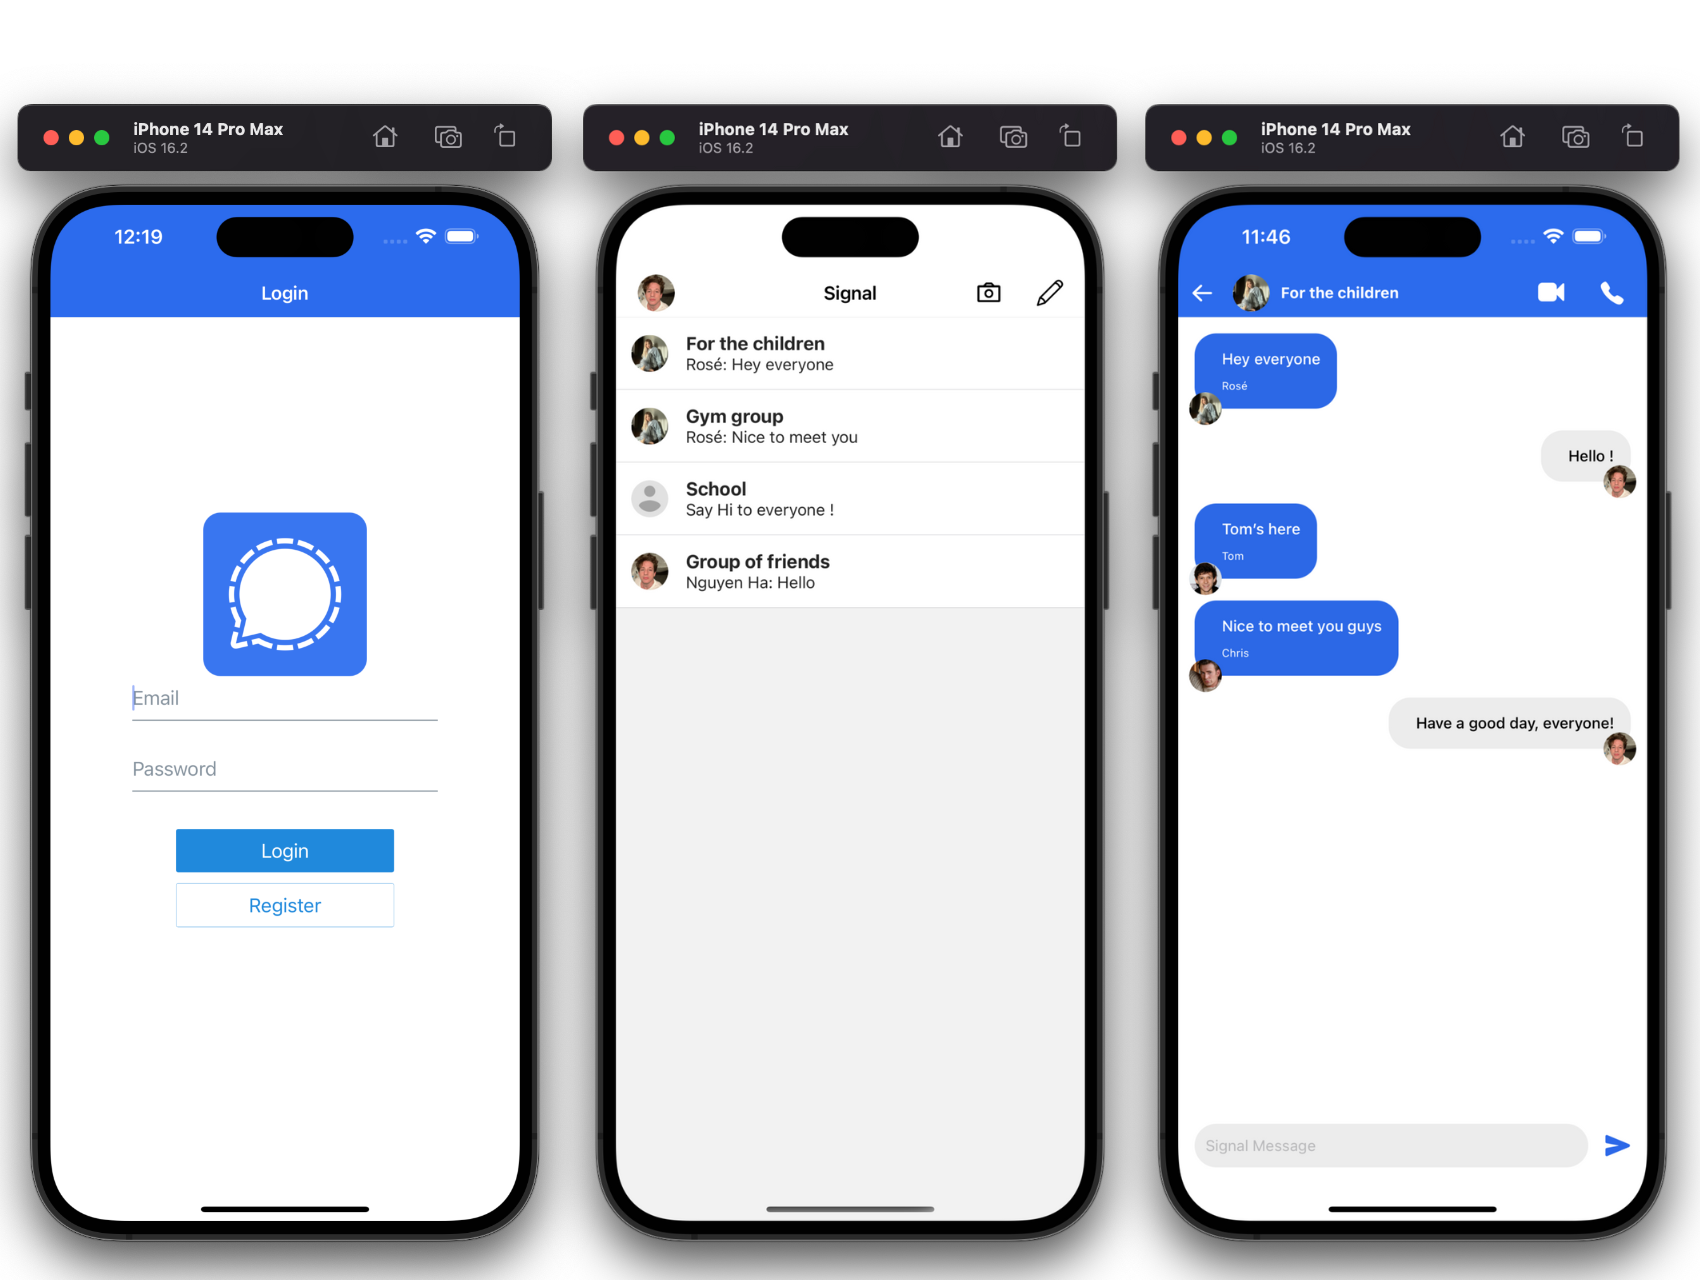 iPhone 14 Pro Max
iOS 16.2
12:19
Login
Email
Password
Login
Register
iPhone 14 Pro Max
iOS 16.2
Signal
For the children
Rosé: Hey everyone
Gym group
Rosé: Nice to meet you
School
Say Hi to everyone !
Group of friends
Nguyen Ha: Hello
iPhone 14 Pro Max
iOS 16.2
11:46
For the children
Hey everyone
Rosé
Hello !
Tom's here
Tom
Nice to meet you guys
Chris
Have a good day, everyone!
Signal Message